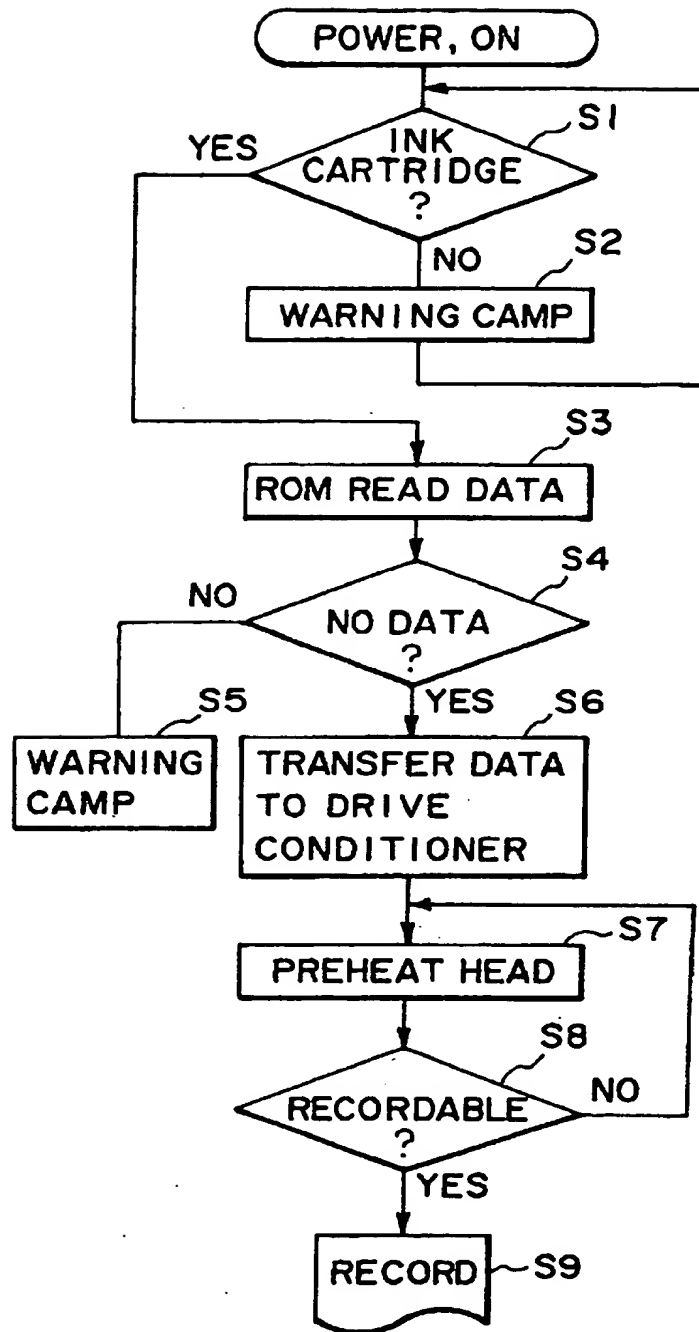 POWER, ON
S1
YES
INK
CARTRIDGE
?
NO
S2
WARNING CAMP
S3
ROM READ DATA
S4
NO
NO DATA
?
YES
S5
S6
WARNING
CAMP
TRANSFER DATA
TO DRIVE
CONDITIONER
S7
PREHEAT HEAD
S8
NO
RECORDABLE
?
YES
RECORD
S9